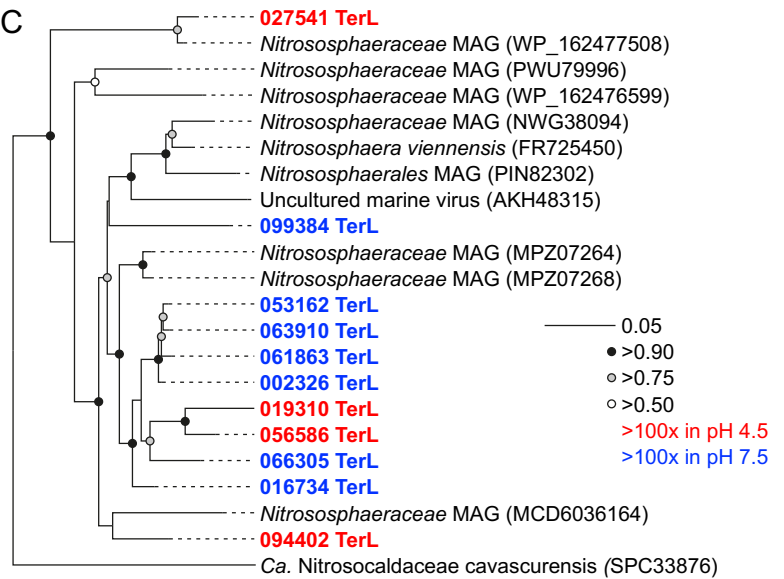 C
027541 TerL
Nitrososphaeraceae MAG (WP_162477508)
Nitrososphaeraceae MAG (PWU79996)
Nitrososphaeraceae MAG (WP_162476599)
Nitrososphaeraceae MAG (NWG38094)
Nitrososphaera viennensis (FR725450)
Nitrososphaerales MAG (PIN82302)
Uncultured marine virus (AKH48315)
099384 TerL
Nitrososphaeraceae MAG (MPZ07264)
Nitrososphaeraceae MAG (MPZ07268)
053162 TerL
063910 TerL
061863 TerL
002326 TerL
019310 TerL
056586 TerL
066305 TerL
016734 TerL
Nitrososphaeraceae MAG (MCD6036164)
094402 TerL
Ca. Nitrosocaldaceae cavascurensis (SPC33876)
0.05
>0.90
>0.75
>0.50
>100x in pH 4.5
>100x in pH 7.5